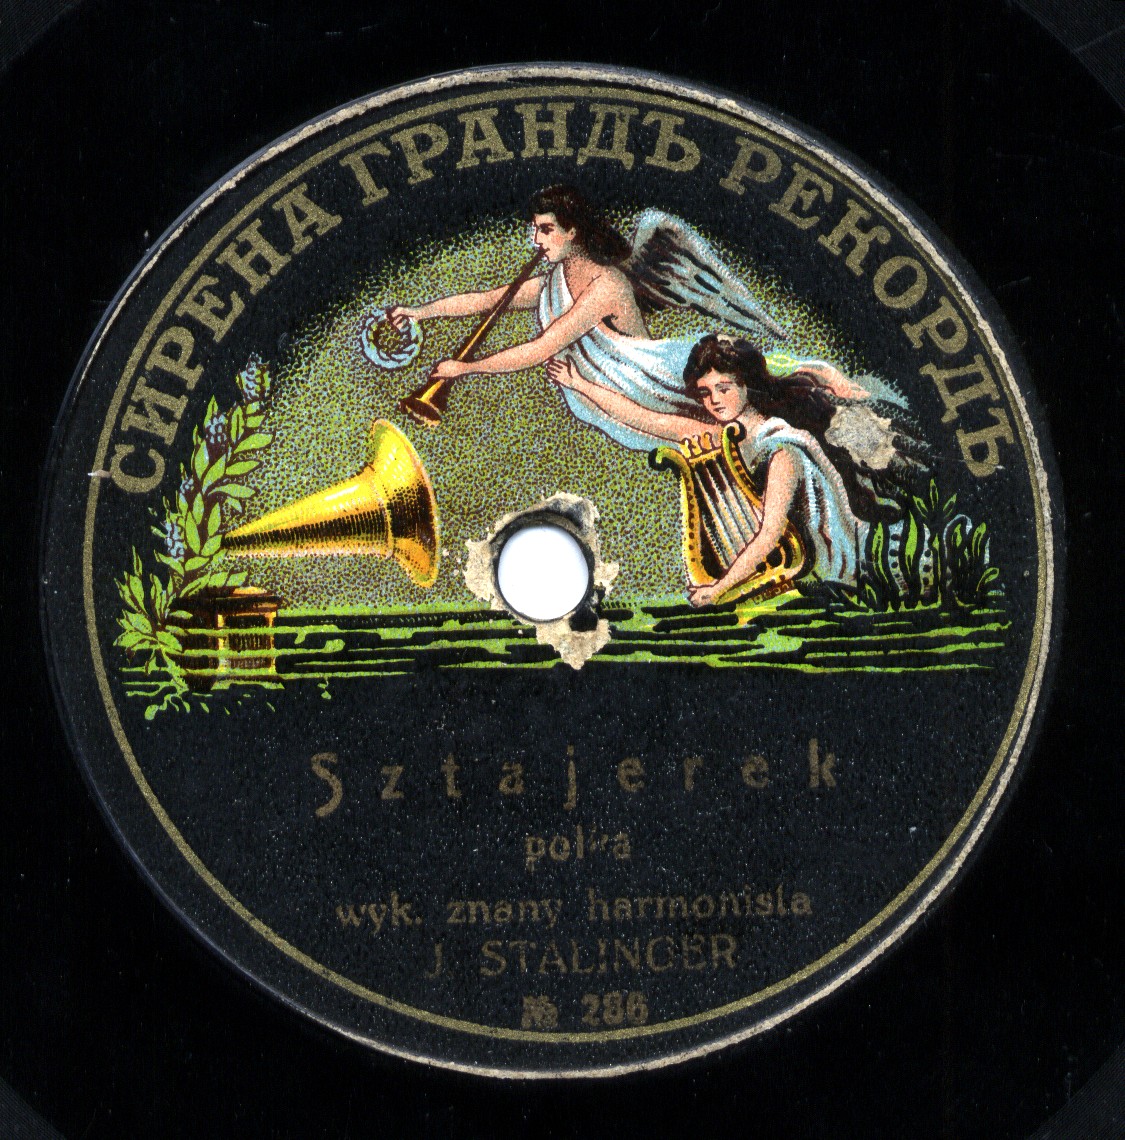 СИРЕНА ГРАНДЪ РЕКОРДЪ
Sztajerek
polka
wyk. znany harmonista
J. STALINGER
№ 286